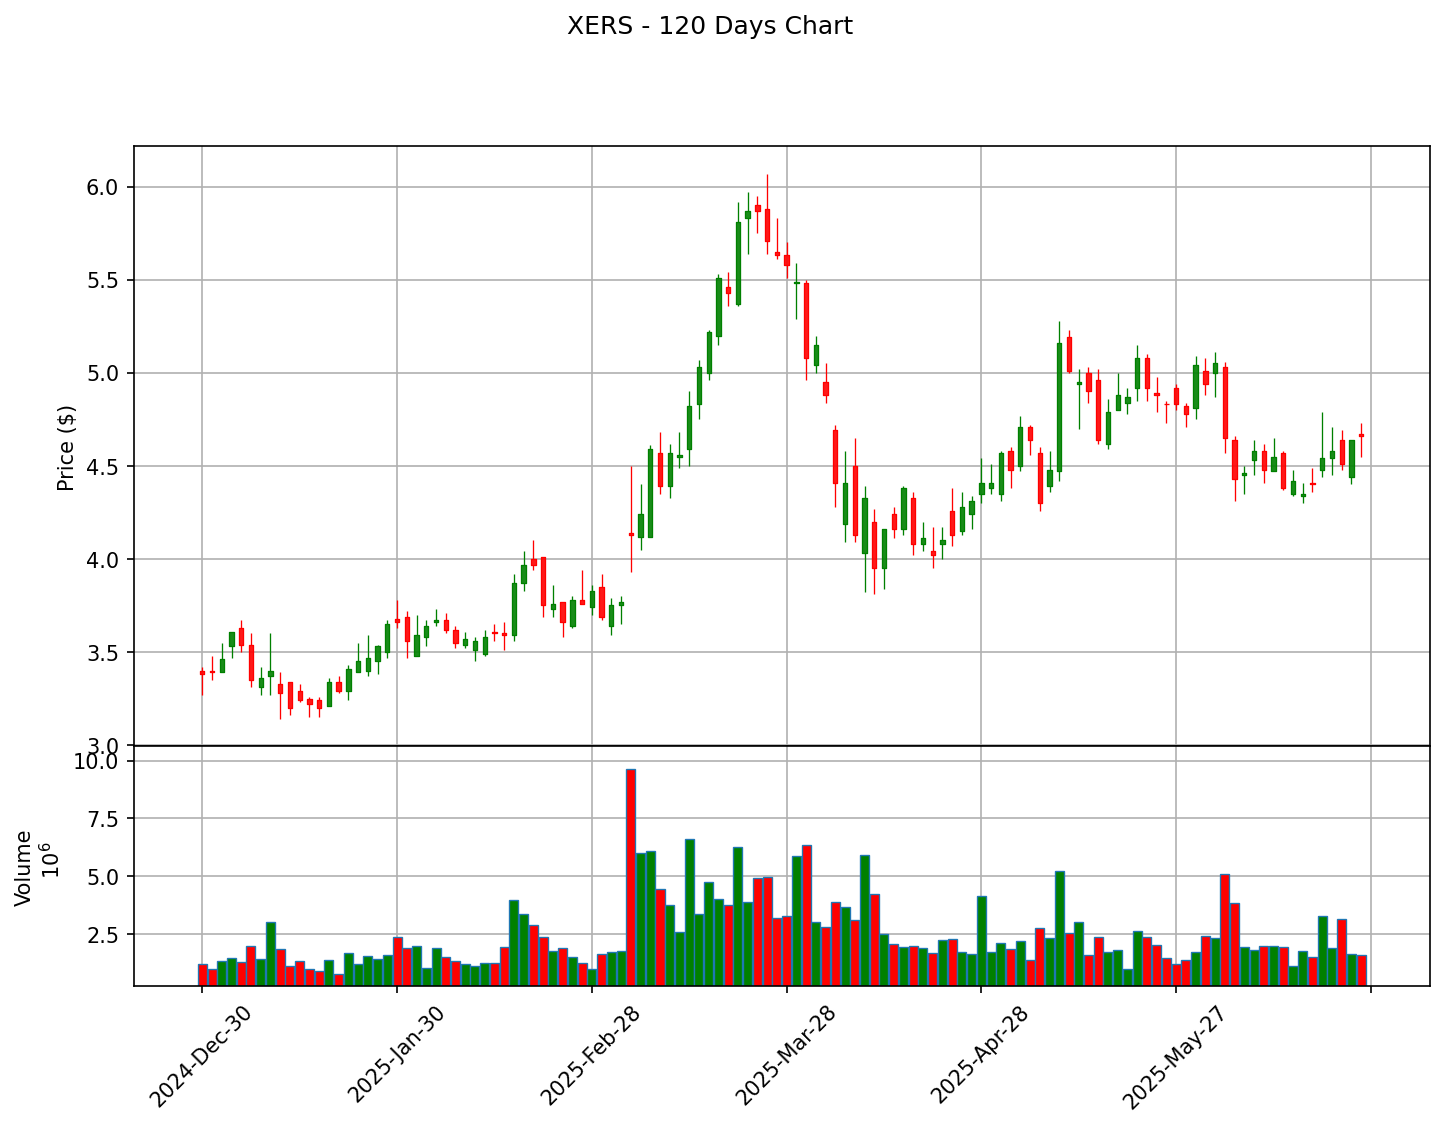 XERS - 120 Days Chart
6.0
5.5
5.0
4.5
4.0
3.5
3.0
Price ($)
10.0
7.5
5.0
2.5
Volume
10^6
2024-Dec-30
2025-Jan-30
2025-Feb-28
2025-Mar-28
2025-Apr-28
2025-May-27